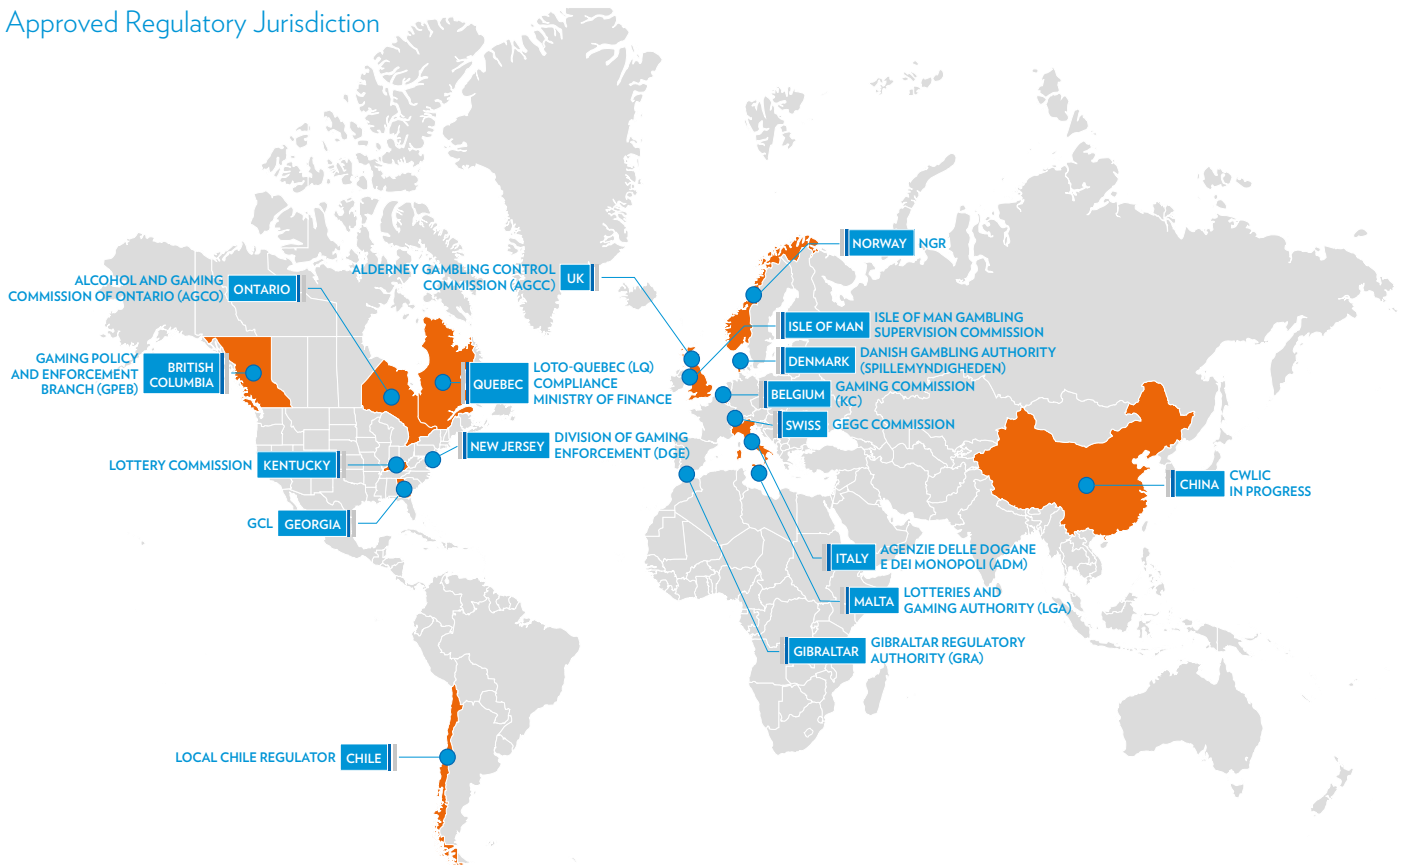 Approved Regulatory Jurisdiction
NORWAY
NGR
ALDERNEY GAMBLING CONTROL
COMMISSION (AGCC)
UK
ALCOHOL AND GAMING
COMMISSION OF ONTARIO (AGCO)
ONTARIO
ISLE OF MAN
ISLE OF MAN GAMBLING
SUPERVISION COMMISSION
GAMING POLICY
AND ENFORCEMENT
BRANCH (GPEB)
BRITISH
COLUMBIA
QUEBEC
LOTO-QUEBEC (LQ)
COMPLIANCE
MINISTRY OF FINANCE
DENMARK
DANISH GAMBLING AUTHORITY
(SPILLEMYNDIGHEDEN)
BELGIUM
GAMING COMMISSION
(KC)
SWISS
GEGC COMMISSION
NEW JERSEY
DIVISION OF GAMING
ENFORCEMENT (DGE)
LOTTERY COMMISSION
KENTUCKY
CHINA
CWLIC
IN PROGRESS
GCL
GEORGIA
ITALY
AGENZIE DELLE DOGANE
E DEI MONOPOLI (ADM)
MALTA
LOTTERIES AND
GAMING AUTHORITY (LGA)
GIBRALTAR
GIBRALTAR REGULATORY
AUTHORITY (GRA)
LOCAL CHILE REGULATOR
CHILE